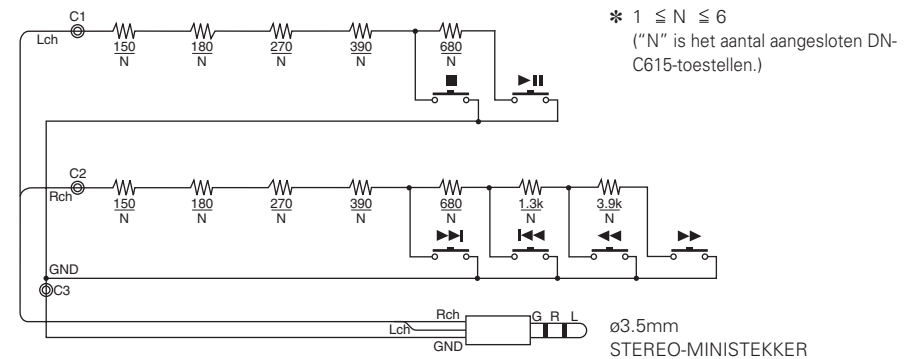 C1
Lch
150
N
180
N
270
N
390
N
680
N
✻ 1 ≦ N ≦ 6
("N" is het aantal aangesloten DN-
C615-toestellen.)
C2
Rch
150
N
180
N
270
N
390
N
680
N
1.3k
N
3.9k
N
GND
C3
Rch
Lch
GND
G R L
ø3.5mm
STEREO-MINISTEKKER